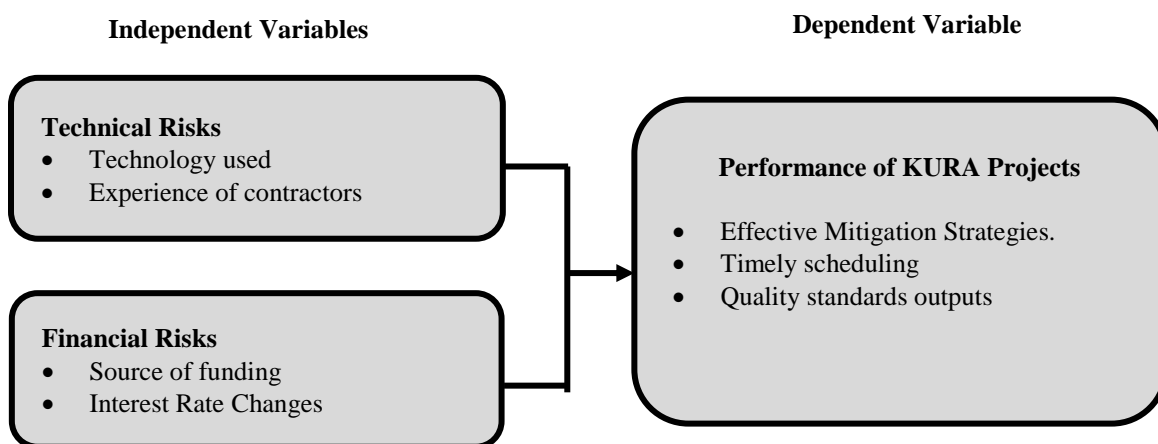 Independent Variables
Technical Risks
• Technology used
• Experience of contractors
Financial Risks
• Source of funding
• Interest Rate Changes
Dependent Variable
Performance of KURA Projects
• Effective Mitigation Strategies.
• Timely scheduling
• Quality standards outputs